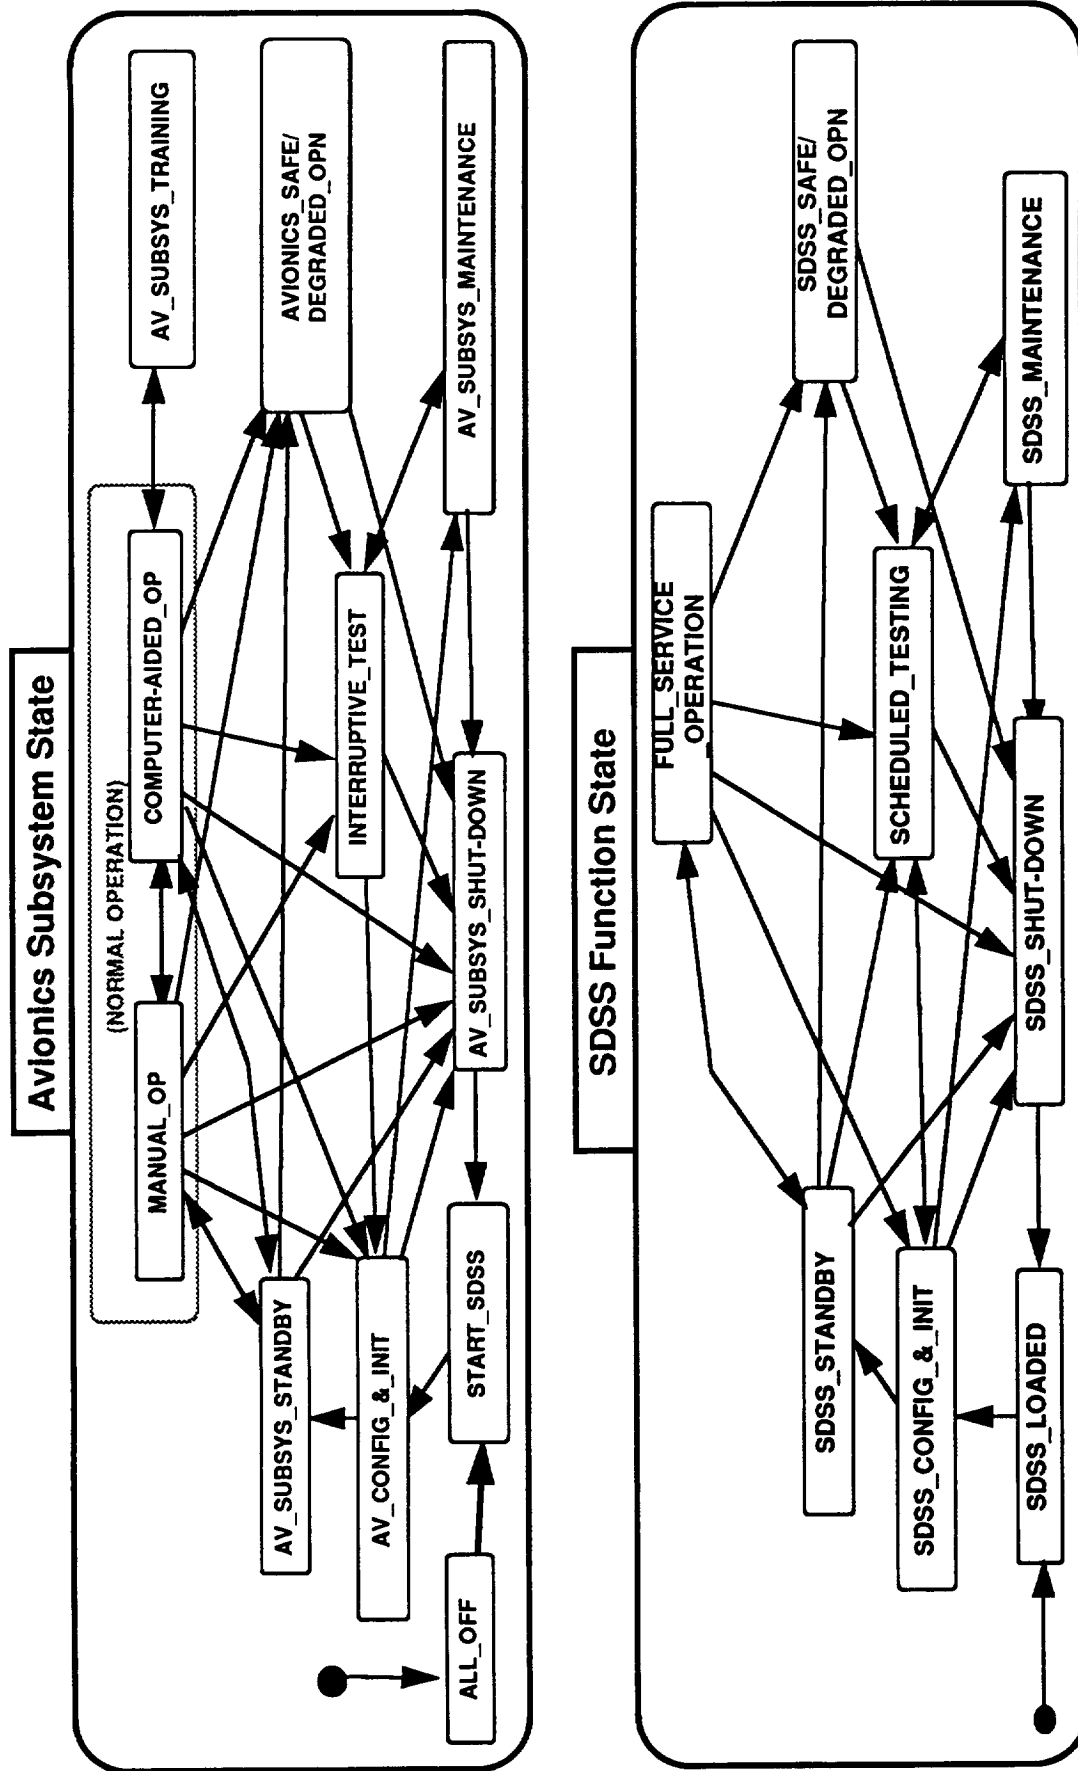 Avionics Subsystem State
(NORMAL OPERATION)
MANUAL_OP
COMPUTER-AIDED_OP
AV_SUBSYS_TRAINING
AV_SUBSYS_STANDBY
AVIONICS_SAFE/
DEGRADED_OPN
AV_CONFIG_&_INIT
INTERRUPTIVE_TEST
ALL_OFF
START_SDSS
AV_SUBSYS_SHUT-DOWN
AV_SUBSYS_MAINTENANCE
SDSS Function State
FULL_SERVICE
OPERATION
SDSS_STANDBY
SDSS_SAFE/
DEGRADED_OPN
SDSS_CONFIG_&_INIT
SCHEDULED_TESTING
SDSS_LOADED
SDSS_SHUT-DOWN
SDSS_MAINTENANCE